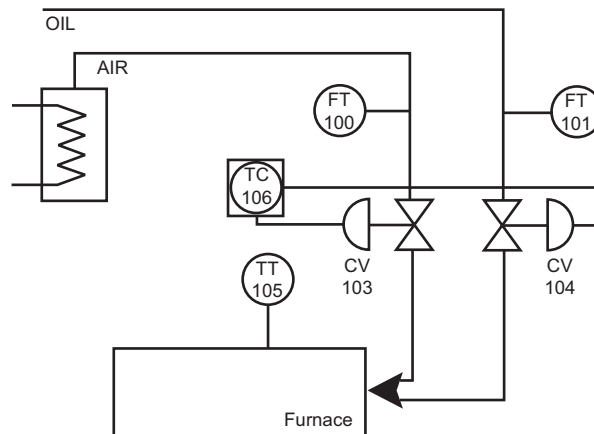 OIL
AIR
FT
100
FT
101
TC
106
CV
103
CV
104
TT
105
Furnace